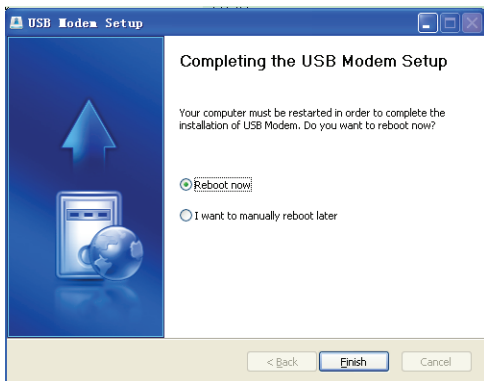 USB Modem Setup
Completing the USB Modem Setup
Your computer must be restarted in order to complete the
installation of USB Modem. Do you want to reboot now?
Reboot now
I want to manually reboot later
< Back
Finish
Cancel